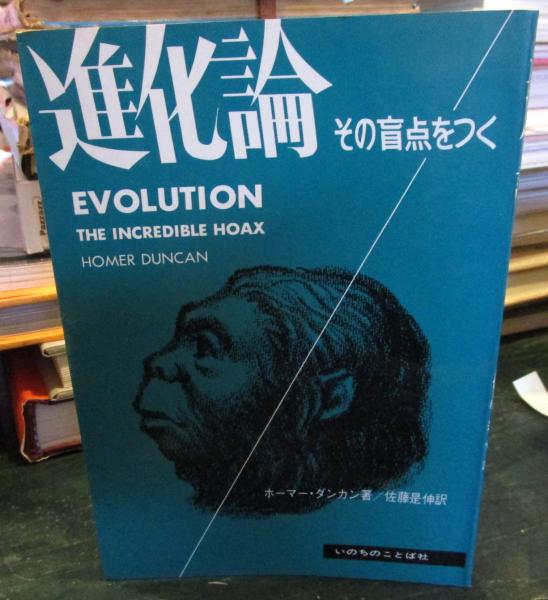 進化論
その盲点をつく
EVOLUTION
THE INCREDIBLE HOAX
HOMER DUNCAN
ホーマー・ダンカン著／佐藤是伸訳
いのちのことば社